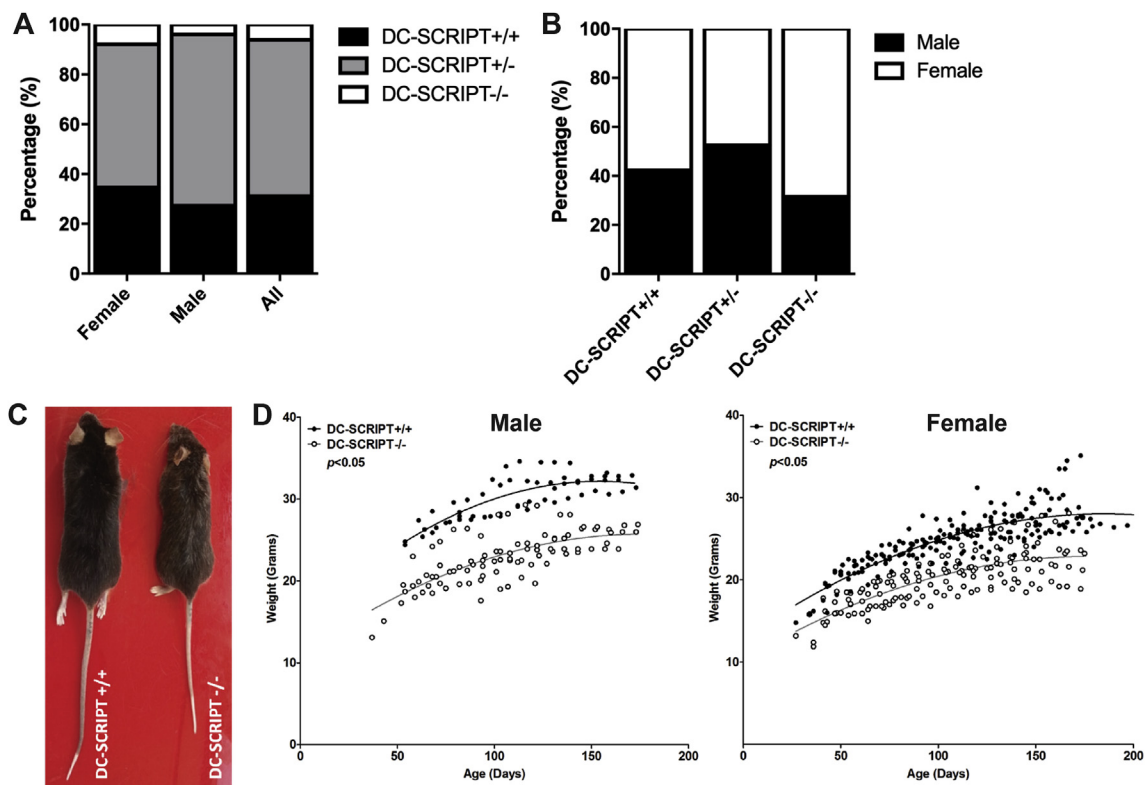 A
100
80
60
40
20
0
Percentage (%)
Female
Male
All
DC-SCRIPT+/+
DC-SCRIPT+/-
DC-SCRIPT-/-
B
100
80
60
40
20
0
Percentage (%)
DC-SCRIPT+/+
DC-SCRIPT+/-
DC-SCRIPT-/-
Male
Female
C
DC-SCRIPT +/+
DC-SCRIPT -/-
D
Male
DC-SCRIPT+/+
DC-SCRIPT-/-
p<0.05
40
30
20
10
0
Weight (Grams)
0 50 100 150 200
Age (Days)
Female
DC-SCRIPT+/+
DC-SCRIPT-/-
p<0.05
40
30
20
10
Weight (Grams)
0 50 100 150 200
Age (Days)